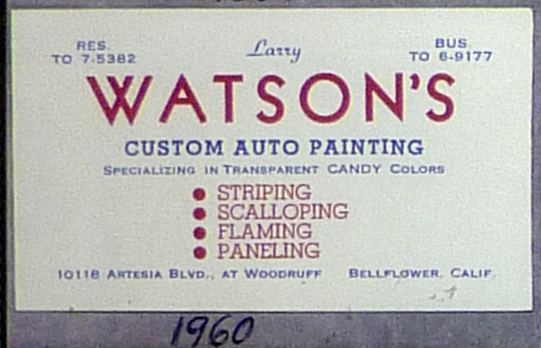 RES. Larry BUS
TO 7-5382 TO 6-9177
WATSON'S
CUSTOM AUTO PAINTING
SPECIALIZING IN TRANSPARENT CANDY COLORS
● STRIPING
● SCALLOPING
● FLAMING
● PANELING
10118 ARTESIA BLVD., AT WOODRUFF BELLFLOWER, CALIF.
1960